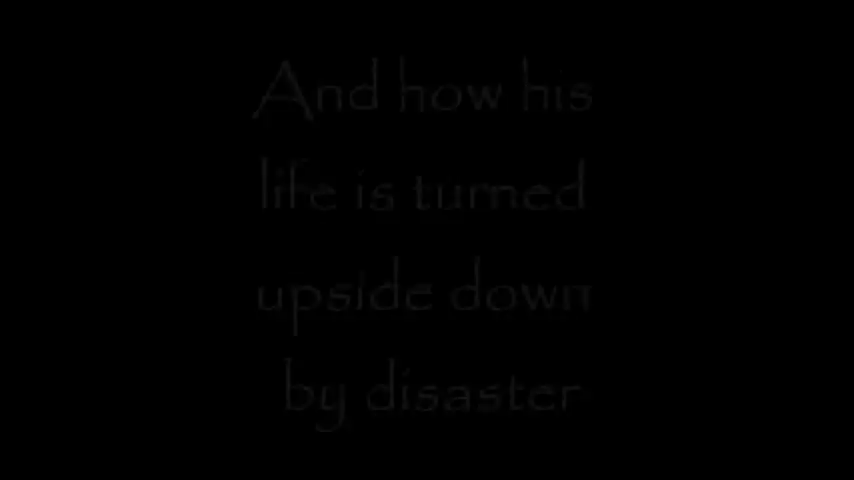 And how his
life is turned
upside down
by disaster